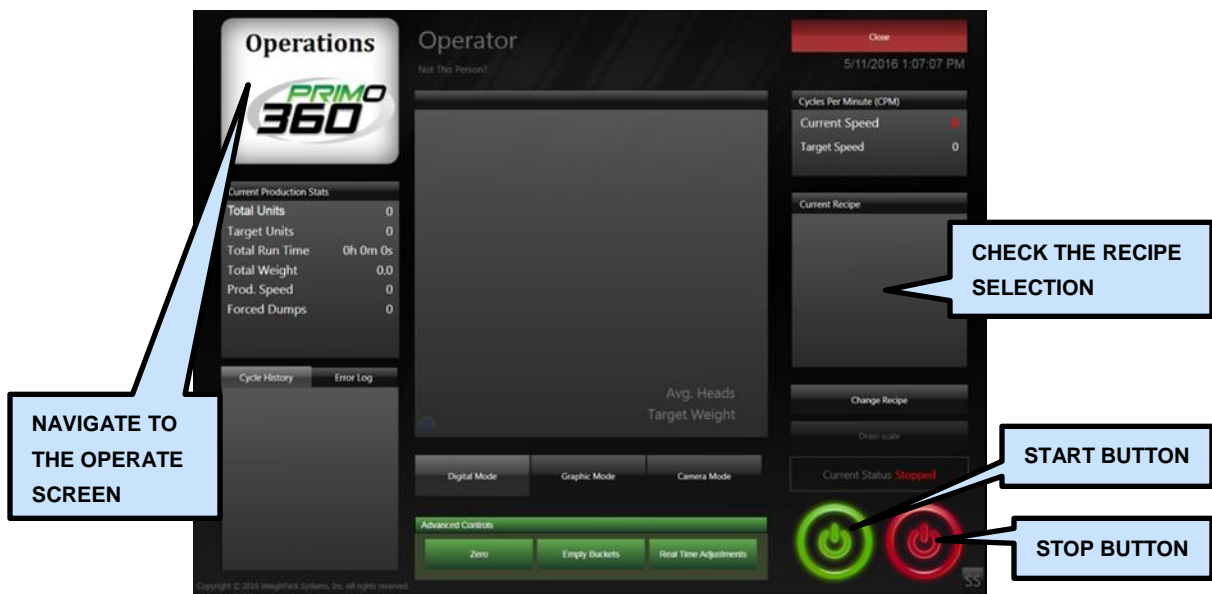 Operations
PRIMO
360
Operator
Not This Person?
Close
5/11/2016 1:07:07 PM
Cycles Per Minute (CPM)
Current Speed 0
Target Speed 0
Current Production Stats
Total Units 0
Target Units 0
Total Run Time 0h 0m 0s
Total Weight 0.0
Prod. Speed 0
Forced Dumps 0
Current Recipe
CHECK THE RECIPE
SELECTION
Cycle History Error Log
Avg. Heads
Target Weight
Change Recipe
Drain scale
NAVIGATE TO
THE OPERATE
SCREEN
Digital Mode Graphic Mode Camera Mode
Current Status Stopped
START BUTTON
Advanced Controls
Zero Empty Buckets Real Time Adjustments
STOP BUTTON
SS
Copyright © 2016 WeighPack Systems, Inc. All rights reserved.